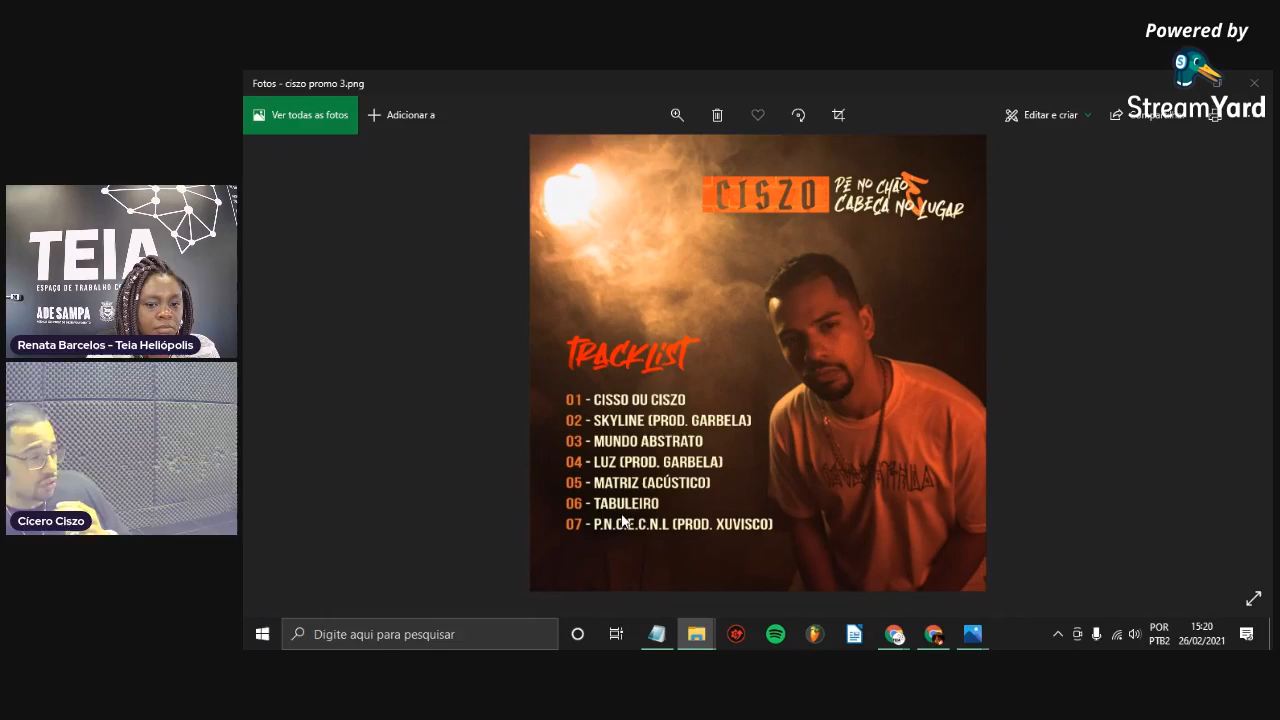 Powered by
StreamYard
Fotos - ciszo promo 3.png
Ver todas as fotos
Adicionar a
Editar e criar
TEIA
ESPAÇO DE TRABALHO
ADE SAMPA
Renata Barcelos - Teia Heliópolis
Cícero Ciszo
CISZO
PÉ NO CHÃO
E
CABEÇA NO LUGAR
TRACKLIST
01 - CISSO OU CISZO
02 - SKYLINE (PROD. GARBELA)
03 - MUNDO ABSTRATO
04 - LUZ (PROD. GARBELA)
05 - MATRIZ (ACÚSTICO)
06 - TABULEIRO
07 - P.N.C.E.C.N.L (PROD. XUVISCO)
Digite aqui para pesquisar
POR
PTB2
15:20
26/02/2021